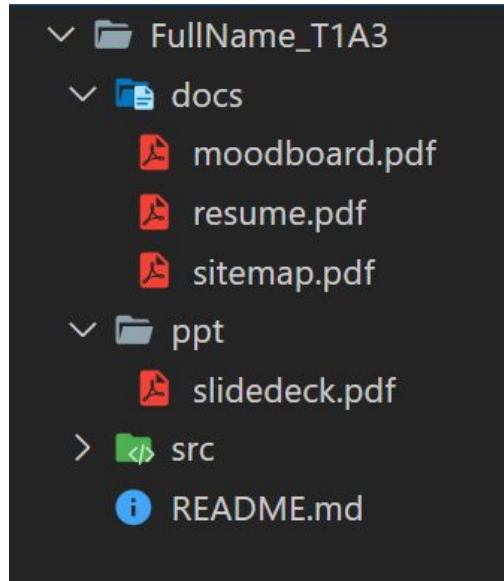 FullName_T1A3
docs
moodboard.pdf
resume.pdf
sitemap.pdf
ppt
slidedeck.pdf
src
README.md